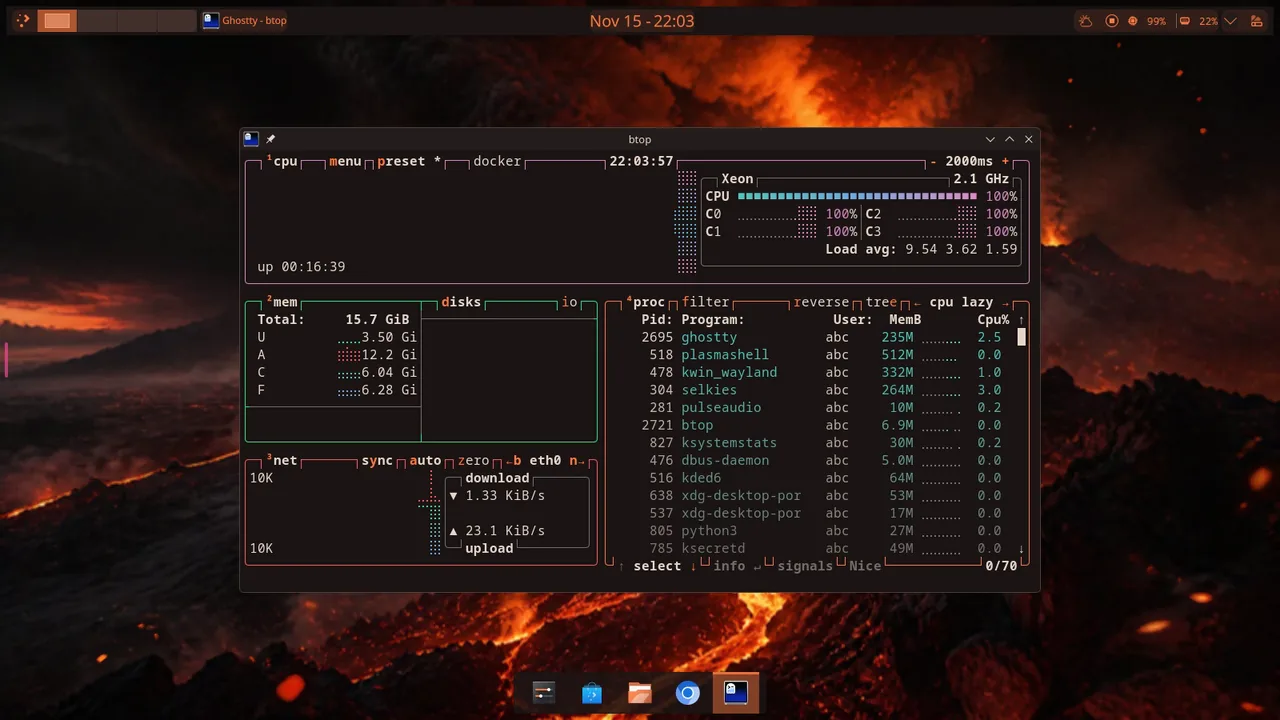 Ghostty - btop
Nov 15 - 22:03
99%
22%
btop
1cpu menu preset * docker 22:03:57 - 2000ms +
Xeon 2.1 GHz
CPU 100%
C0 100% C2 100%
C1 100% C3 100%
Load avg: 9.54 3.62 1.59
up 00:16:39
2mem disks io
Total: 15.7 GiB
U 3.50 Gi
A 12.2 Gi
C 6.04 Gi
F 6.28 Gi
3net sync auto zero ←b eth0 n→
10K
download
▼ 1.33 KiB/s
▲ 23.1 KiB/s
upload
10K
4proc filter reverse tree ← cpu lazy →
Pid: Program: User: MemB Cpu% ↑
2695 ghostty abc 235M 2.5
518 plasmashell abc 512M 0.0
478 kwin_wayland abc 332M 1.0
304 selkies abc 264M 3.0
281 pulseaudio abc 10M 0.2
2721 btop abc 6.9M 0.0
827 ksystemstats abc 30M 0.2
476 dbus-daemon abc 5.0M 0.0
516 kded6 abc 64M 0.0
638 xdg-desktop-por abc 53M 0.0
537 xdg-desktop-por abc 17M 0.0
805 python3 abc 27M 0.0
785 ksecretd abc 49M 0.0 ↓
↑ select ↓ info ↵ signals Nice 0/70